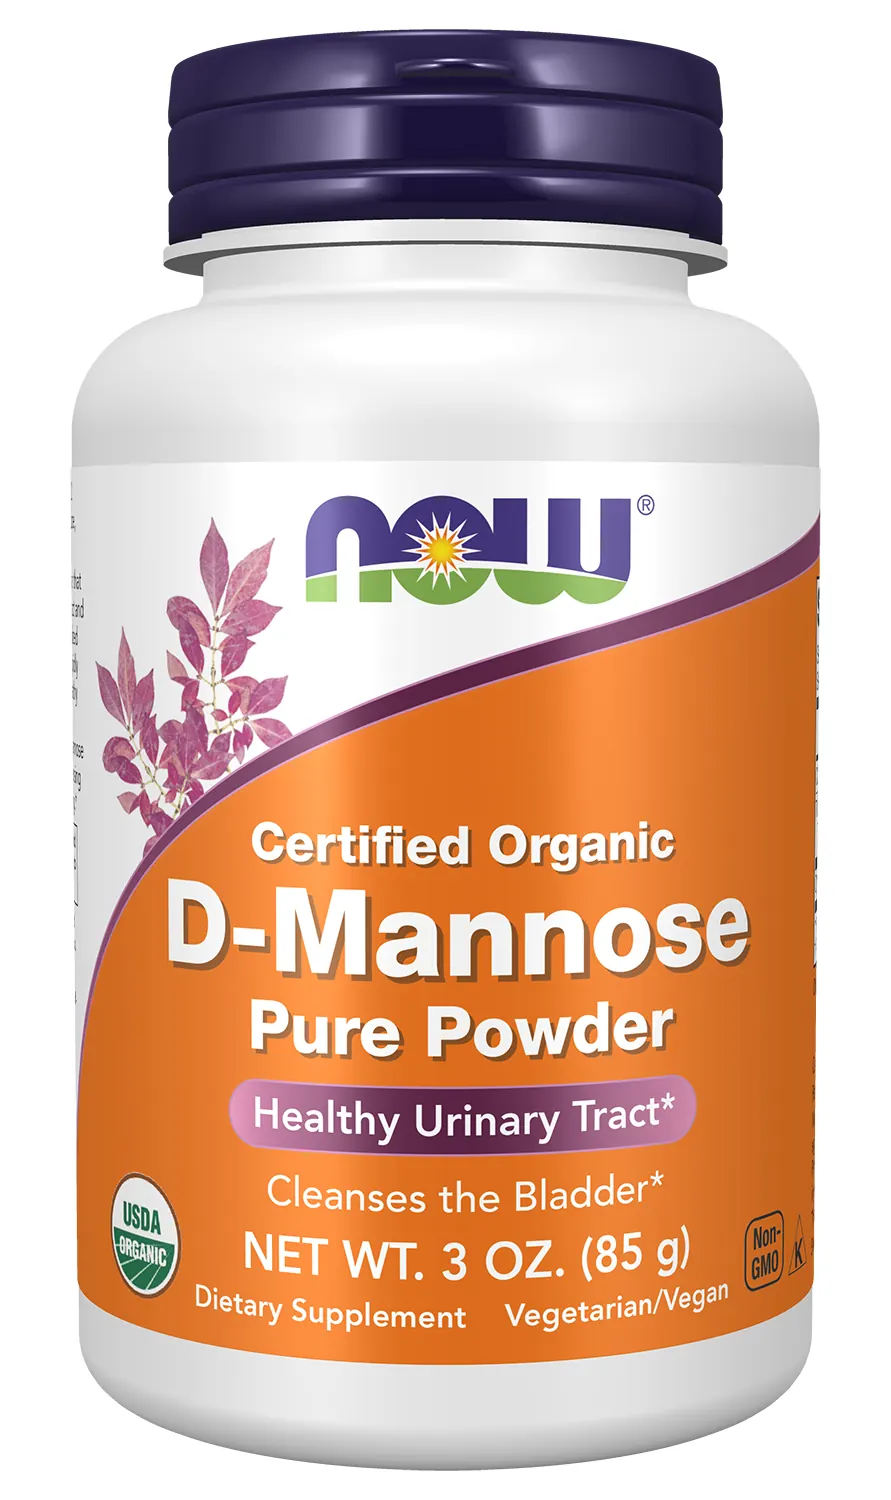 now®
Certified Organic
D-Mannose
Pure Powder
Healthy Urinary Tract*
Cleanses the Bladder*
USDA
ORGANIC
NET WT. 3 OZ. (85 g)
Non-
GMO
K
Dietary Supplement
Vegetarian/Vegan